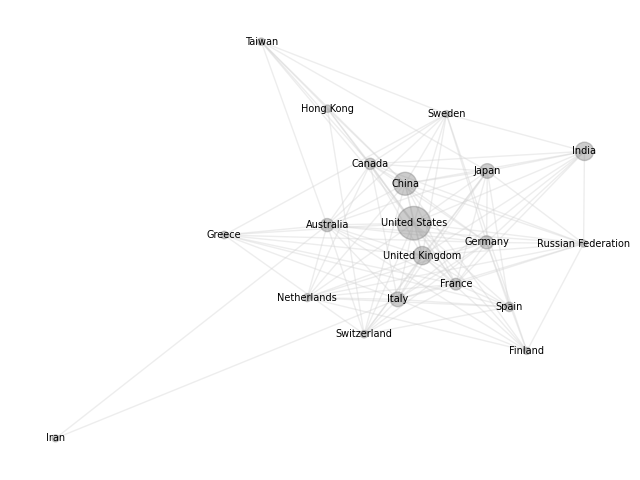 Taiwan
Hong Kong
Sweden
India
Canada
Japan
China
United States
Australia
Greece
Germany
Russian Federation
United Kingdom
France
Netherlands
Italy
Spain
Switzerland
Finland
Iran